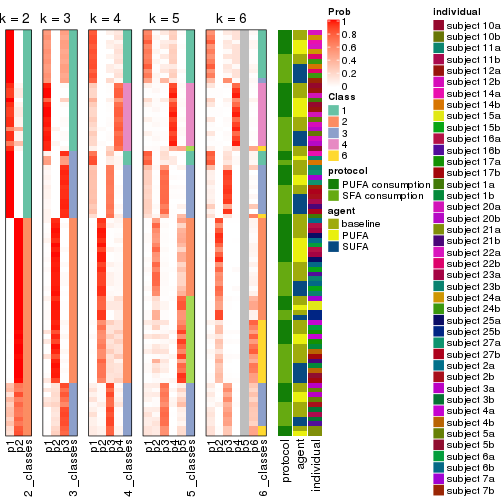 k = 2
k = 3
k = 4
k = 5
k = 6
p1
p2
2_classes
p1
p2
p3
3_classes
p1
p2
p3
p4
4_classes
p1
p2
p3
p4
p5
5_classes
p1
p2
p3
p4
p5
p6
6_classes
protocol
agent
individual
Prob
1
0.8
0.6
0.4
0.2
0
Class
1
2
3
4
6
protocol
PUFA consumption
SFA consumption
agent
baseline
PUFA
SUFA
individual
subject 10a
subject 10b
subject 11a
subject 11b
subject 12a
subject 12b
subject 14a
subject 14b
subject 15a
subject 15b
subject 16a
subject 16b
subject 17a
subject 17b
subject 1a
subject 1b
subject 20a
subject 20b
subject 21a
subject 21b
subject 22a
subject 22b
subject 23a
subject 23b
subject 24a
subject 24b
subject 25a
subject 25b
subject 27a
subject 27b
subject 2a
subject 2b
subject 3a
subject 3b
subject 4a
subject 4b
subject 5a
subject 5b
subject 6a
subject 6b
subject 7a
subject 7b